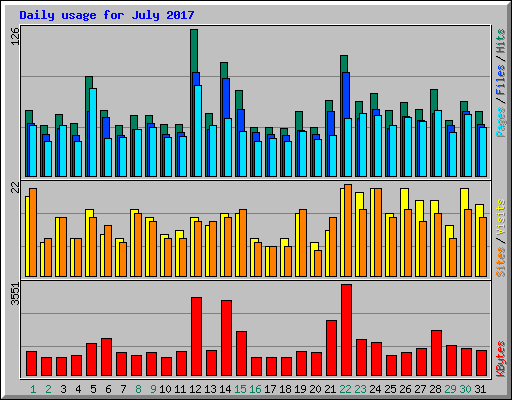 Daily usage for July 2017
126
Pages / Files / Hits
22
Sites / Visits
3551
KBytes
1 2 3 4 5 6 7 8 9 10 11 12 13 14 15 16 17 18 19 20 21 22 23 24 25 26 27 28 29 30 31